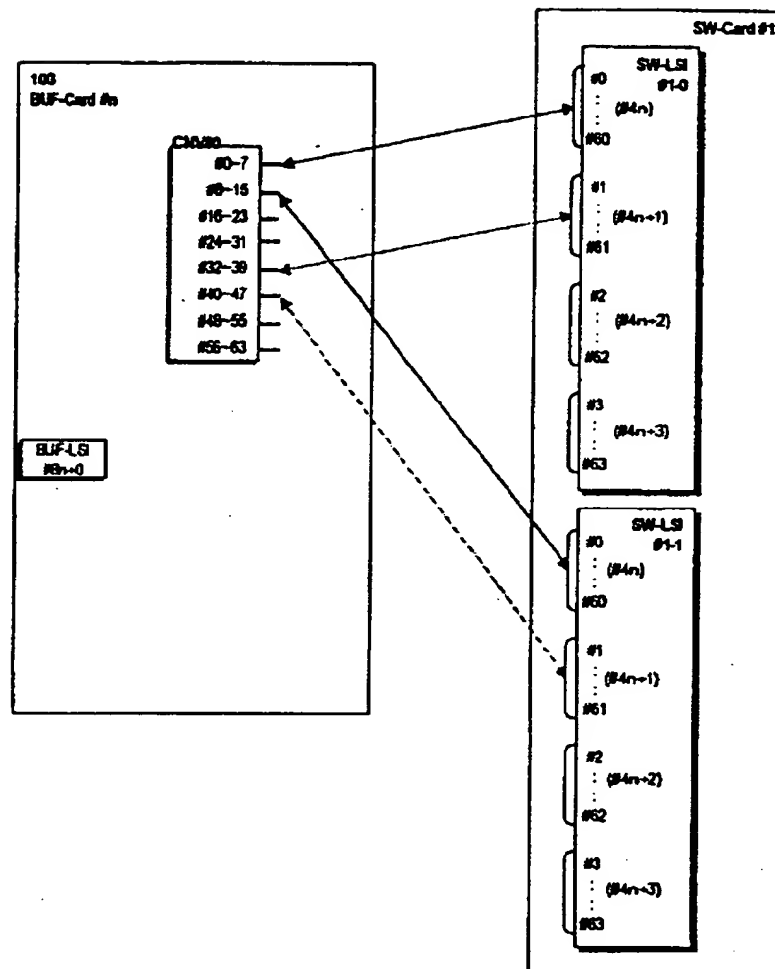 SW-Card #1
103
BUF-Card #n
#0~7
#8~15
#16~23
#24~31
#32~39
#40~47
#48~55
#56~63
BUF-LSI
#8n+0
SW-LSI
#1-0
#0
(#4n)
#60
#1
(#4n+1)
#61
#2
(#4n+2)
#62
#3
(#4n+3)
#63
SW-LSI
#1-1
#0
(#4n)
#60
#1
(#4n+1)
#61
#2
(#4n+2)
#62
#3
(#4n+3)
#63